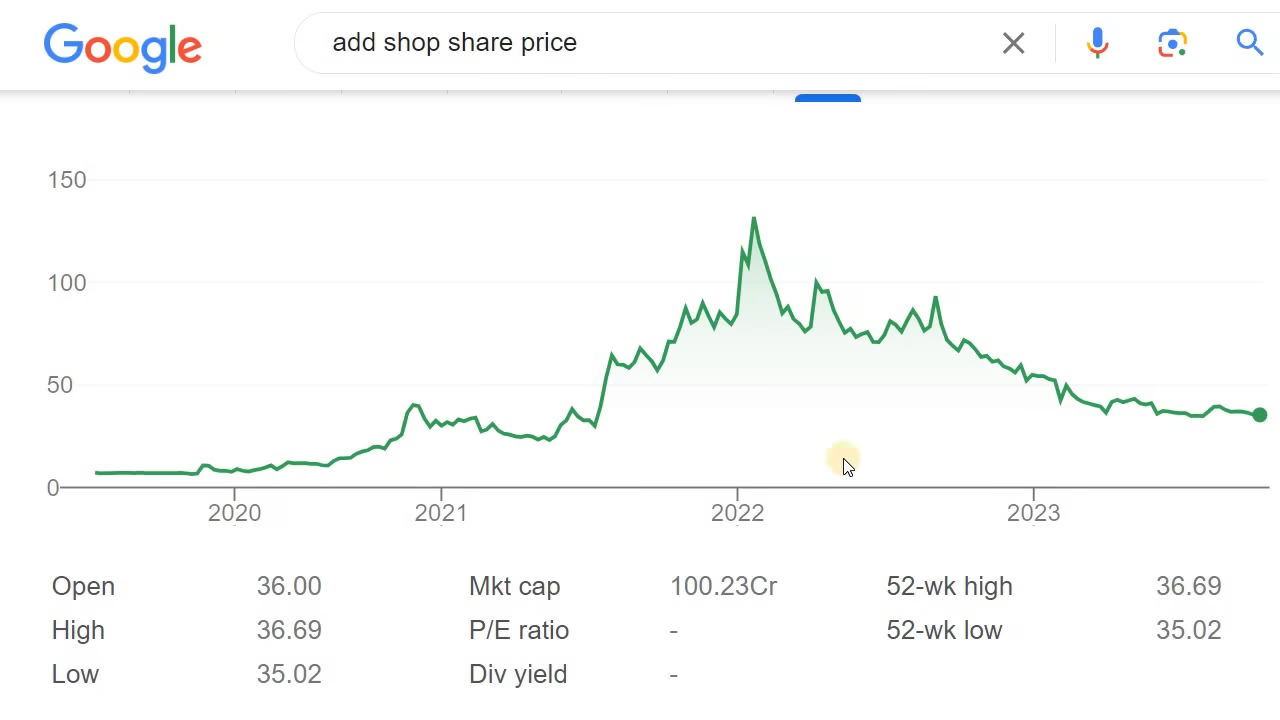 Google
add shop share price
150
100
50
0
2020 2021 2022 2023
Open 36.00 Mkt cap 100.23Cr 52-wk high 36.69
High 36.69 P/E ratio - 52-wk low 35.02
Low 35.02 Div yield -